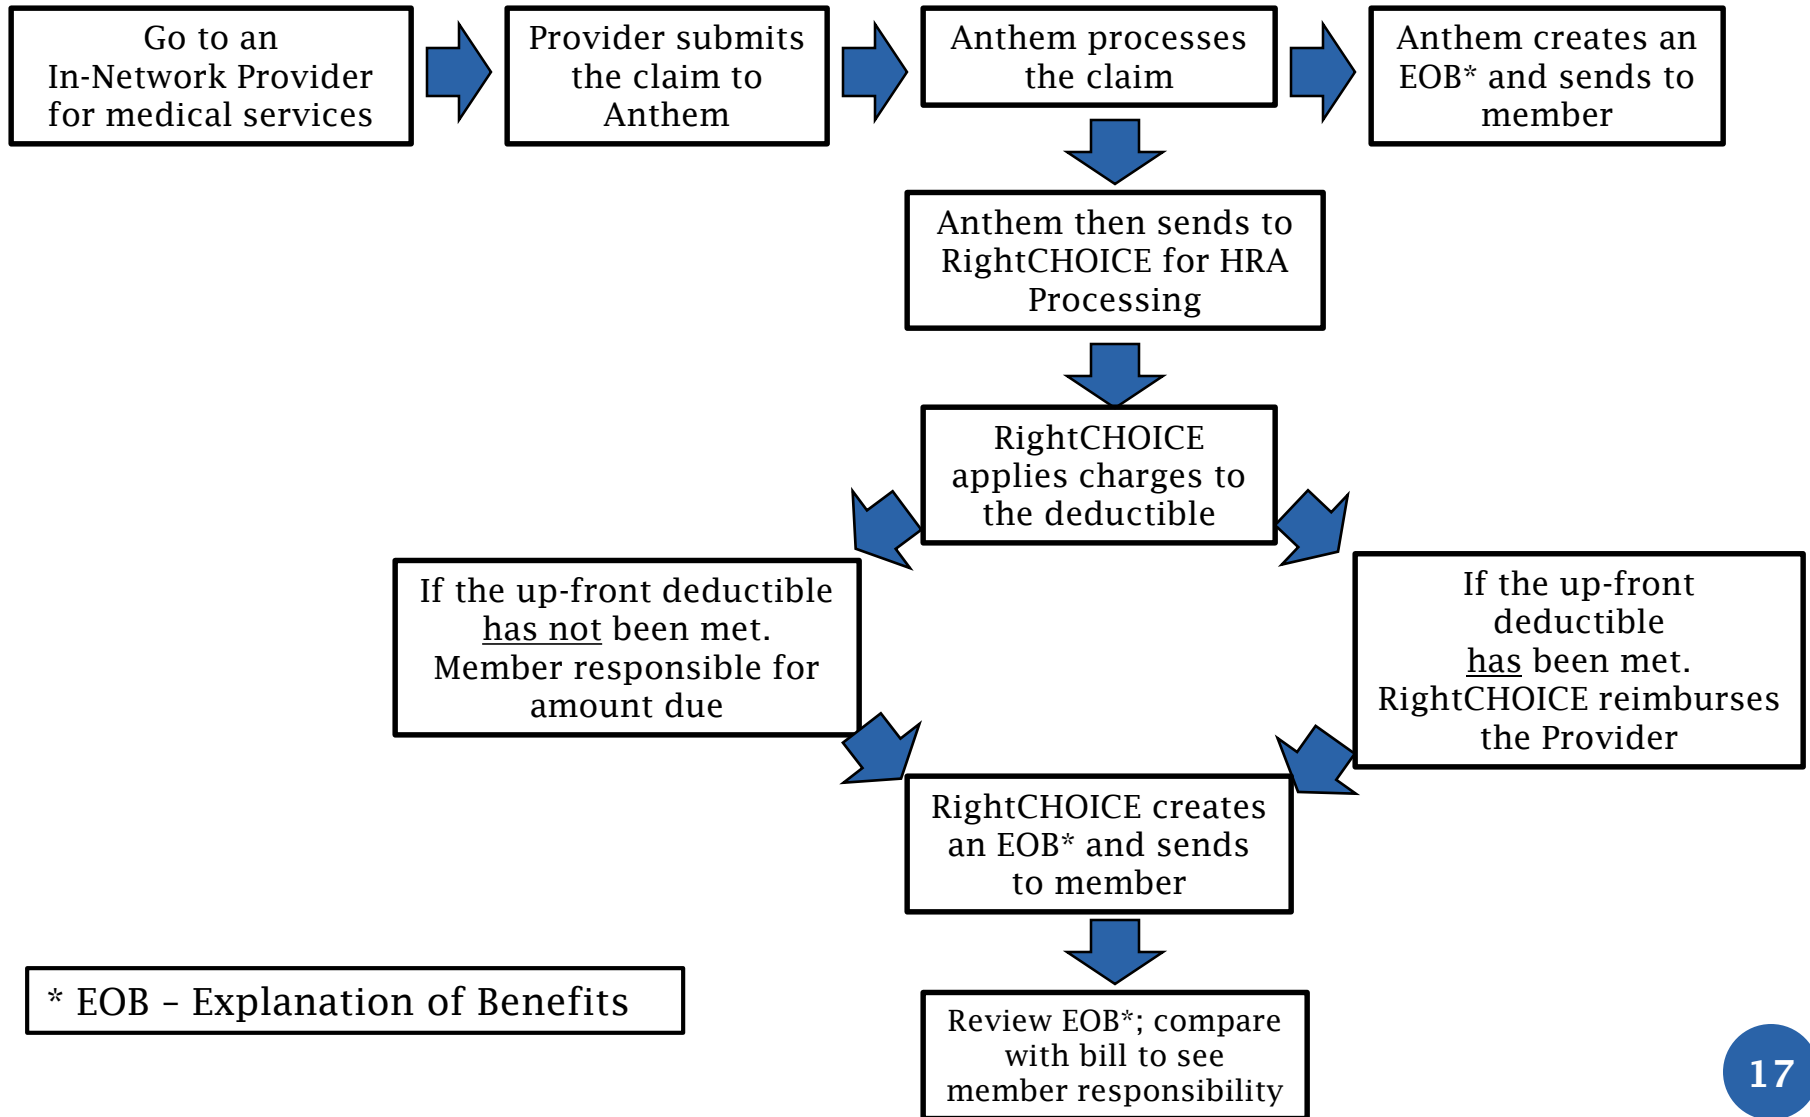 Go to an
In-Network Provider
for medical services
Provider submits
the claim to
Anthem
Anthem processes
the claim
Anthem creates an
EOB* and sends to
member
Anthem then sends to
RightCHOICE for HRA
Processing
RightCHOICE
applies charges to
the deductible
If the up-front deductible
has not been met.
Member responsible for
amount due
If the up-front
deductible
has been met.
RightCHOICE reimburses
the Provider
RightCHOICE creates
an EOB* and sends
to member
* EOB – Explanation of Benefits
Review EOB*; compare
with bill to see
member responsibility
17